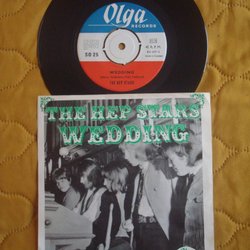 Olga
RECORDS
SO 25
WEDDING
THE HEP STARS
THE HEP STARS
WEDDING